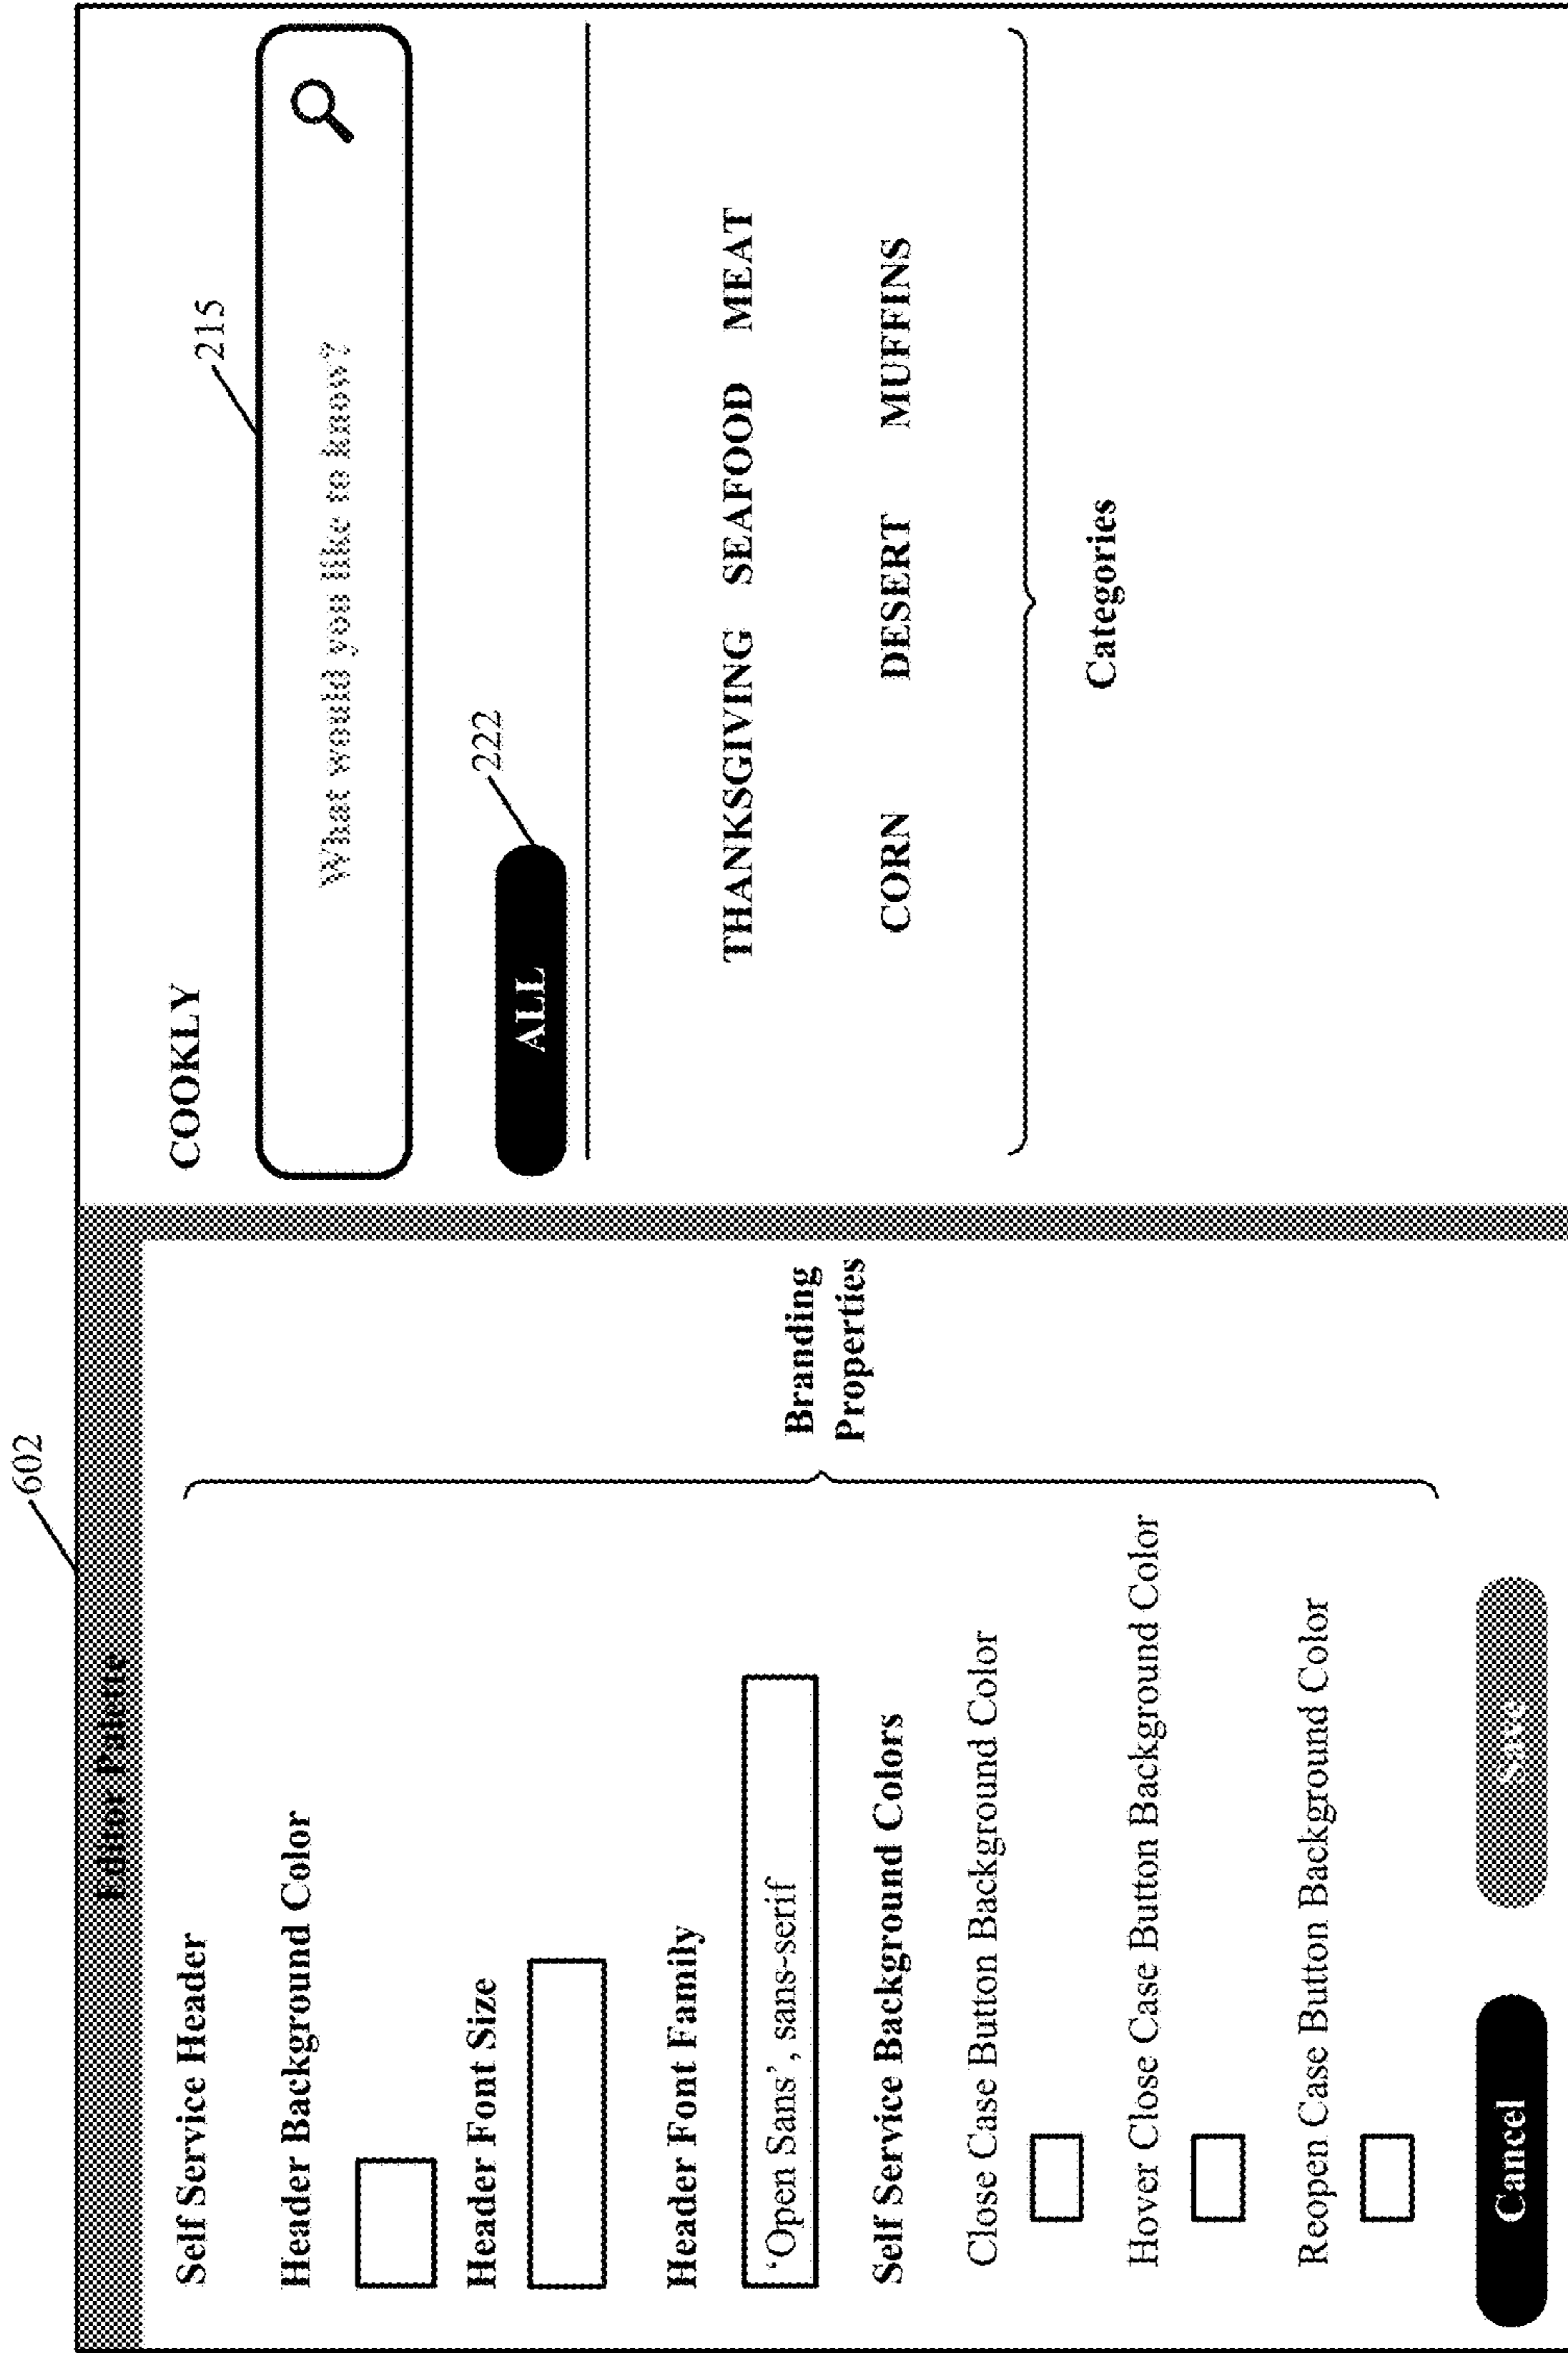 602
Editor Palette
Self Service Header
Header Background Color
Header Font Size
Header Font Family
‘Open Sans’, sans-serif
Self Service Background Colors
Close Case Button Background Color
Hover Close Case Button Background Color
Reopen Case Button Background Color
Cancel
Save
Branding
Properties
COOKLY
215
What would you like to know?
222
ALL
THANKSGIVING SEAFOOD MEAT
CORN DESERT MUFFINS
Categories